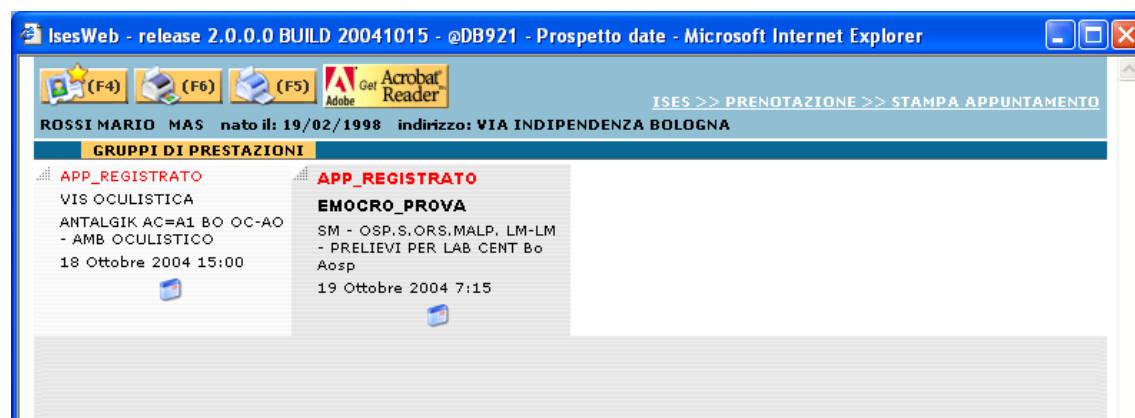 IsesWeb - release 2.0.0.0 BUILD 20041015 - @DB921 - Prospetto date - Microsoft Internet Explorer
(F4) (F6) (F5) Adobe Get Acrobat Reader
ISES >> PRENOTAZIONE >> STAMPA APPUNTAMENTO
ROSSI MARIO MAS nato il: 19/02/1998 indirizzo: VIA INDIPENDENZA BOLOGNA
GRUPPI DI PRESTAZIONI
APP_REGISTRATO
VIS OCULISTICA
ANTALGIK AC=A1 BO OC-AO
- AMB OCULISTICO
18 Ottobre 2004 15:00
APP_REGISTRATO
EMOCRO_PROVA
SM - OSP.S.ORS.MALP. LM-LM
- PRELIEVI PER LAB CENT Bo
Aosp
19 Ottobre 2004 7:15